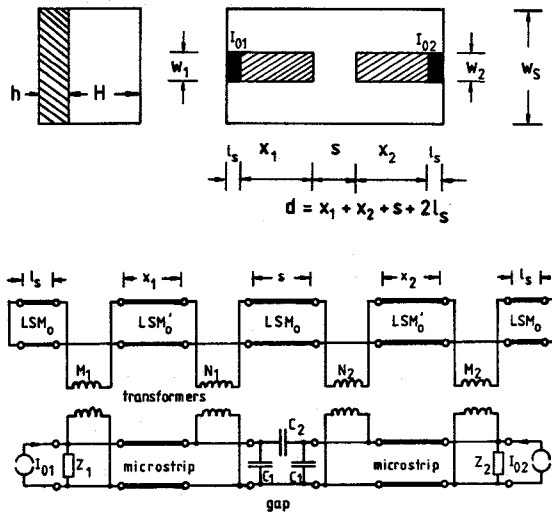 I01 I02
h H W1 W2 WS
ls x1 s x2 ls
d = x1 + x2 + s + 2ls
ls x1 s x2 ls
LSM0 LSM0' LSM0 LSM0' LSM0
M1 N1 N2 M2
transformers
C2
I01 Z1 microstrip C1 C1 microstrip Z2 I02
gap